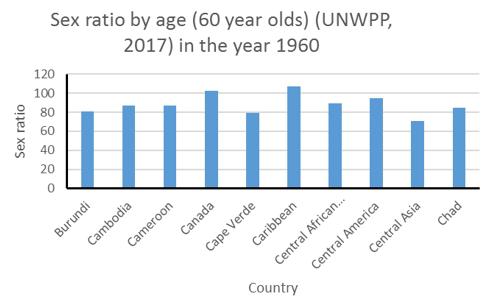 Sex ratio by age (60 year olds) (UNWPP,
2017) in the year 1960
120
100
80
60
40
20
0
Sex ratio
Burundi
Cambodia
Cameroon
Canada
Cape Verde
Caribbean
Central African...
Central America
Central Asia
Chad
Country